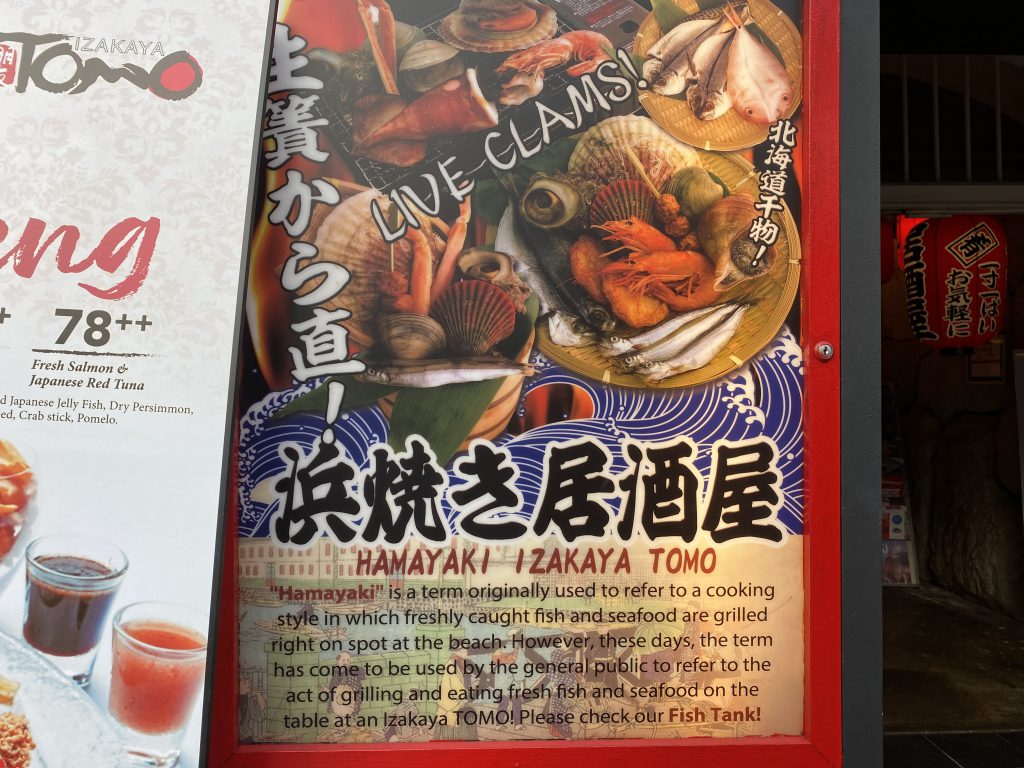 IZAKAYA
TOMO
eng
78++
Fresh Salmon &
Japanese Red Tuna
Japanese Jelly Fish, Dry Persimmon,
Crab stick, Pomelo.
生簀から直!
LIVE CLAMS!
北海道干物!
浜焼き居酒屋
HAMAYAKI IZAKAYA TOMO
"Hamayaki" is a term originally used to refer to a cooking
style in which freshly caught fish and seafood are grilled
right on spot at the beach. However, these days, the term
has come to be used by the general public to refer to the
act of grilling and eating fresh fish and seafood on the
table at an Izakaya TOMO! Please check our Fish Tank!
一丁一ぱい
お気軽に